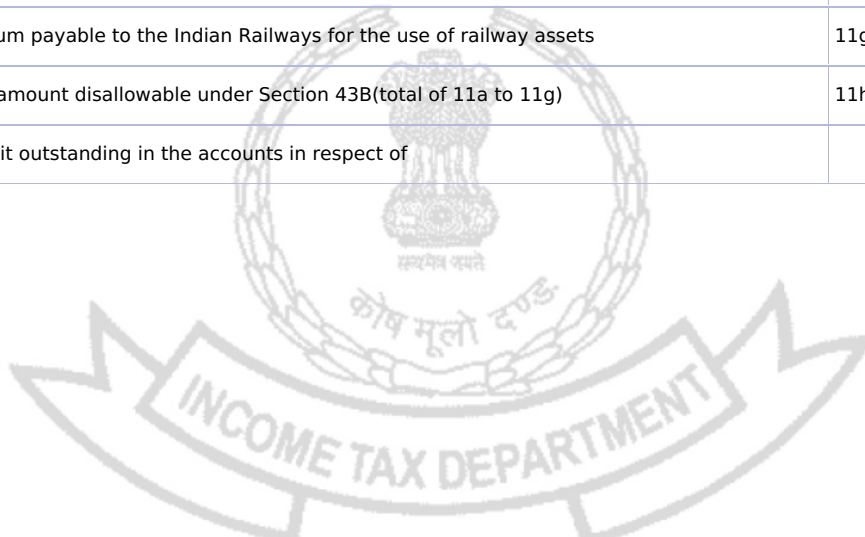 um payable to the Indian Railways for the use of railway assets 11g
amount disallowable under Section 43B(total of 11a to 11g) 11h
it outstanding in the accounts in respect of
सत्यमेव जयते
कोष मूलो दण्ड:
INCOME TAX DEPARTMENT